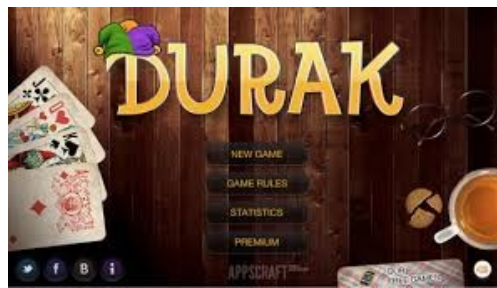 DURAK
NEW GAME
GAME RULES
STATISTICS
PREMIUM
APPSCRAFT